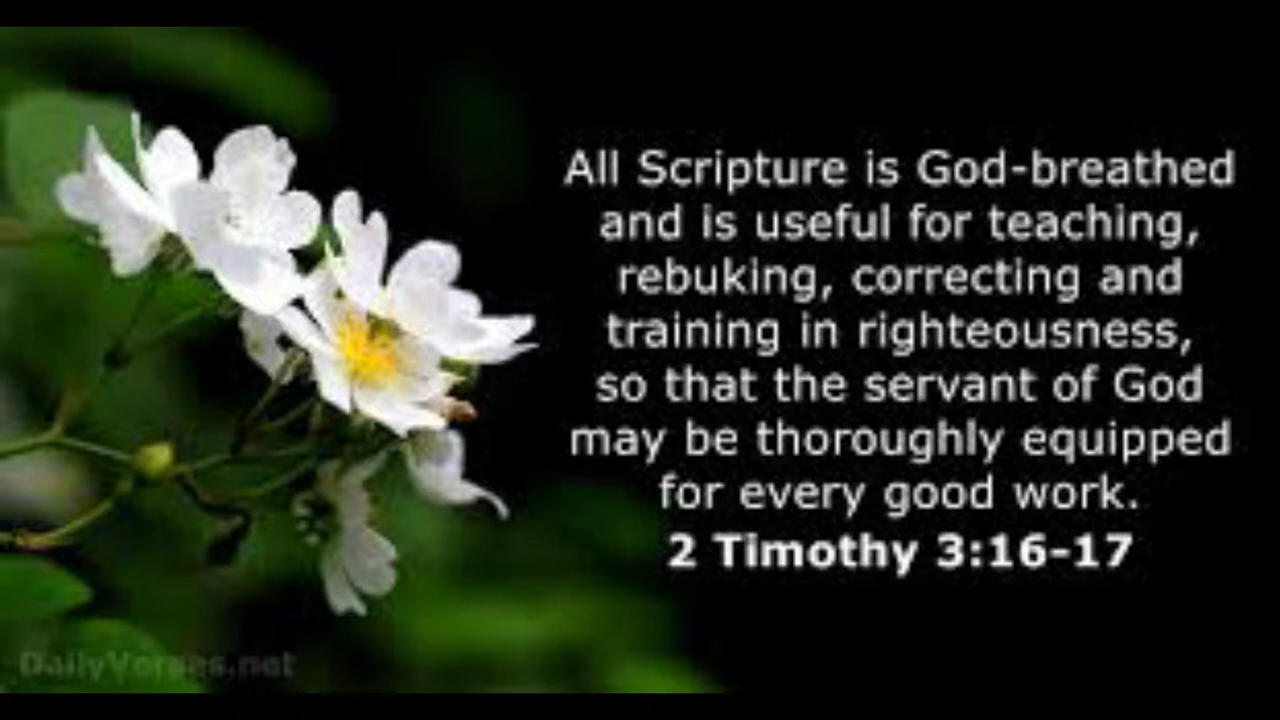 All Scripture is God-breathed
and is useful for teaching,
rebuking, correcting and
training in righteousness,
so that the servant of God
may be thoroughly equipped
for every good work.
2 Timothy 3:16-17
DailyVerses.net